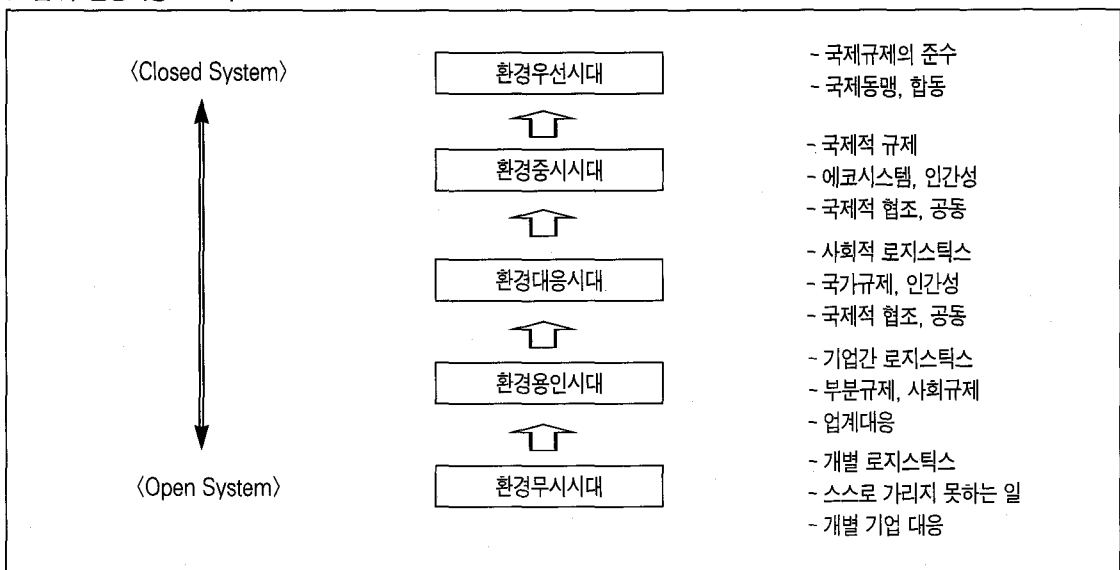 〈Closed System〉
환경우선시대
- 국제규제의 준수
- 국제동맹, 합동
환경중시시대
- 국제적 규제
- 에코시스템, 인간성
- 국제적 협조, 공동
환경대응시대
- 사회적 로지스틱스
- 국가규제, 인간성
- 국제적 협조, 공동
환경용인시대
- 기업간 로지스틱스
- 부분규제, 사회규제
- 업계대응
〈Open System〉
환경무시시대
- 개별 로지스틱스
- 스스로 가리지 못하는 일
- 개별 기업 대응